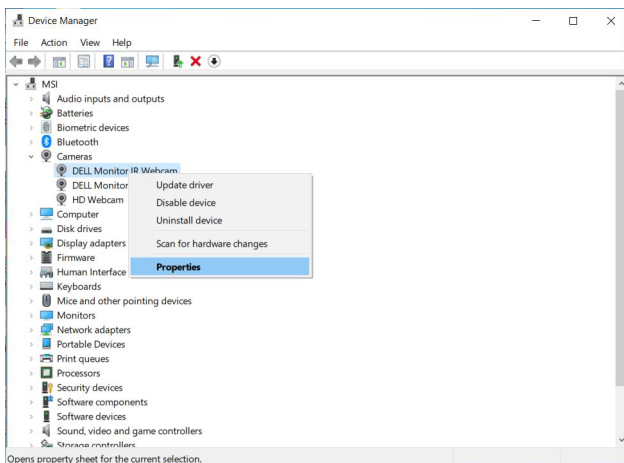 Device Manager
File Action View Help
MSI
Audio inputs and outputs
Batteries
Biometric devices
Bluetooth
Cameras
DELL Monitor IR Webcam
DELL Monitor
HD Webcam
Update driver
Disable device
Uninstall device
Scan for hardware changes
Properties
Computer
Disk drives
Display adapters
Firmware
Human Interface
Keyboards
Mice and other pointing devices
Monitors
Network adapters
Portable Devices
Print queues
Processors
Security devices
Software components
Software devices
Sound, video and game controllers
Storage controllers
Opens property sheet for the current selection.